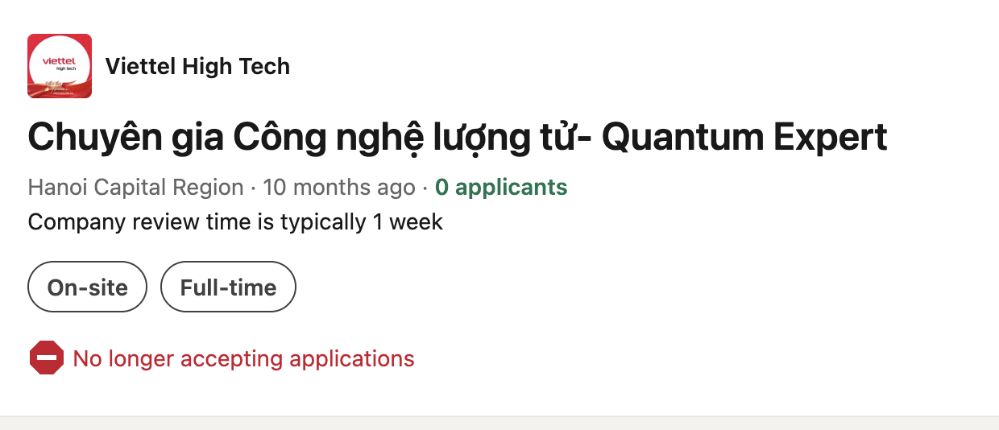 viettel
high tech
Viettel High Tech
Chuyên gia Công nghệ lượng tử- Quantum Expert
Hanoi Capital Region · 10 months ago · 0 applicants
Company review time is typically 1 week
On-site
Full-time
No longer accepting applications